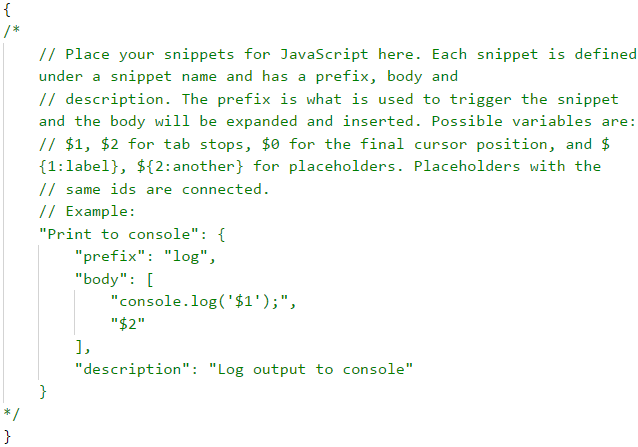 {
/*
    // Place your snippets for JavaScript here. Each snippet is defined
    under a snippet name and has a prefix, body and
    // description. The prefix is what is used to trigger the snippet
    and the body will be expanded and inserted. Possible variables are:
    // $1, $2 for tab stops, $0 for the final cursor position, and $
    {1:label}, ${2:another} for placeholders. Placeholders with the
    // same ids are connected.
    // Example:
    "Print to console": {
        "prefix": "log",
        "body": [
            "console.log('$1');",
            "$2"
        ],
        "description": "Log output to console"
    }
*/
}